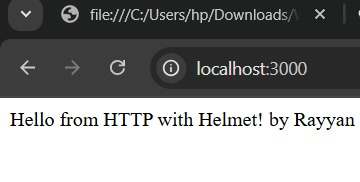 file:///C:/Users/hp/Downloads/
localhost:3000
Hello from HTTP with Helmet! by Rayyan